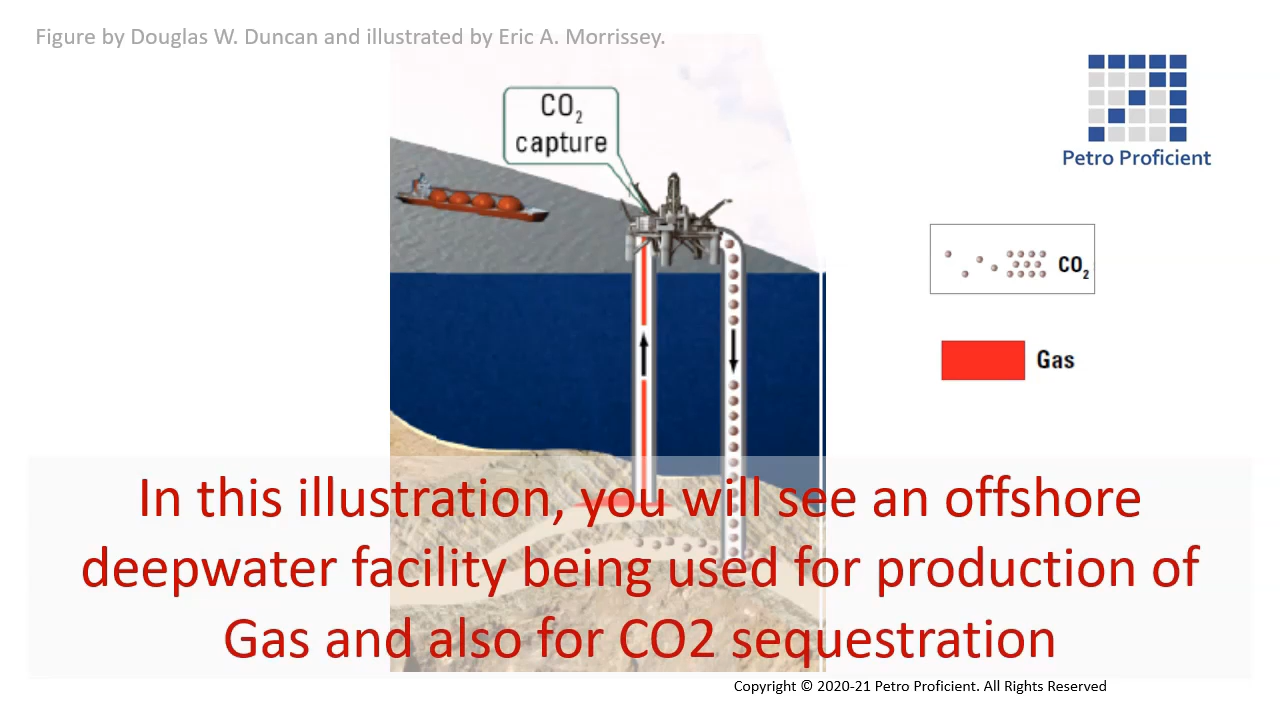 Figure by Douglas W. Duncan and illustrated by Eric A. Morrissey.
CO₂
capture
Petro Proficient
CO₂
Gas
In this illustration, you will see an offshore
deepwater facility being used for production of
Gas and also for CO2 sequestration
Copyright © 2020-21 Petro Proficient. All Rights Reserved